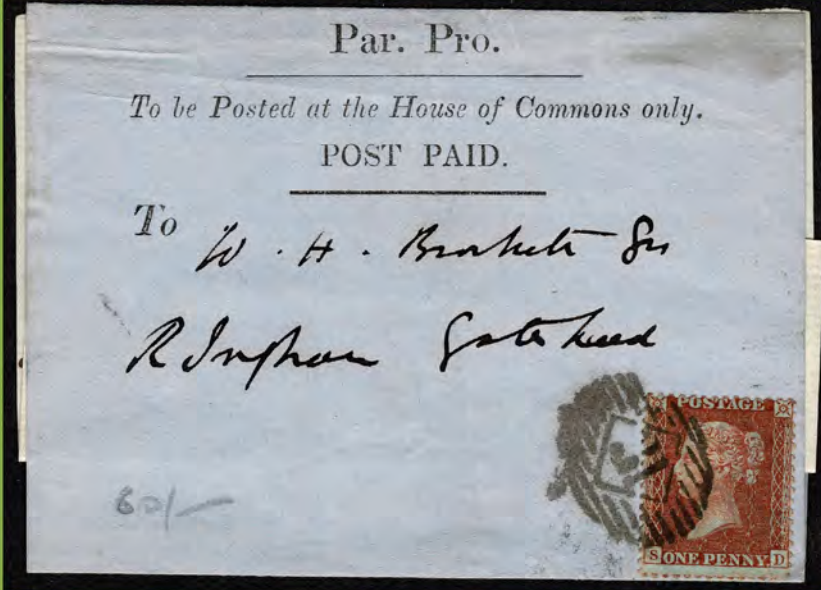 Par. Pro.
To be Posted at the House of Commons only.
POST PAID.
To
W. H. Brockett Esq
R Ingham Gateshead
60/-
POSTAGE
S ONE PENNY. D